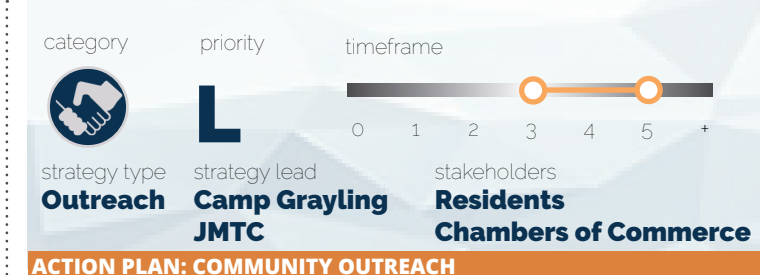 category priority timeframe
L
0 1 2 3 4 5 +
strategy type strategy lead stakeholders
Outreach Camp Grayling Residents
JMTC Chambers of Commerce
ACTION PLAN: COMMUNITY OUTREACH